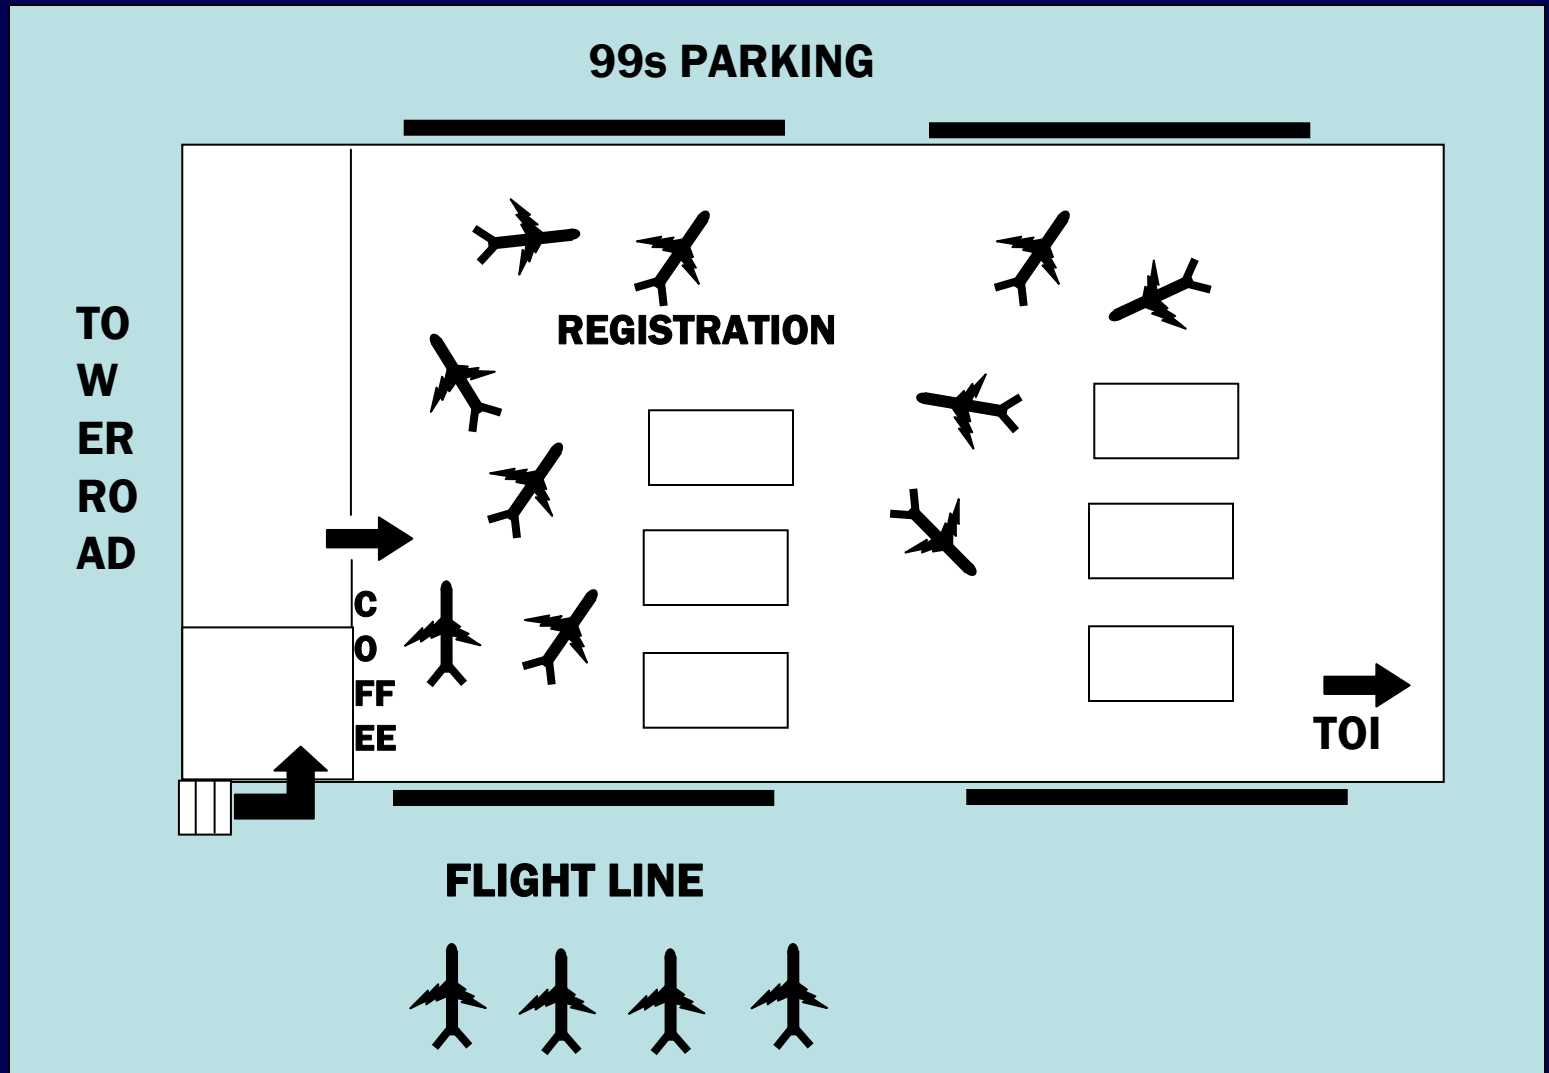 99s PARKING
TO
W
ER
RO
AD
REGISTRATION
C
O
FF
EE
TOI
FLIGHT LINE